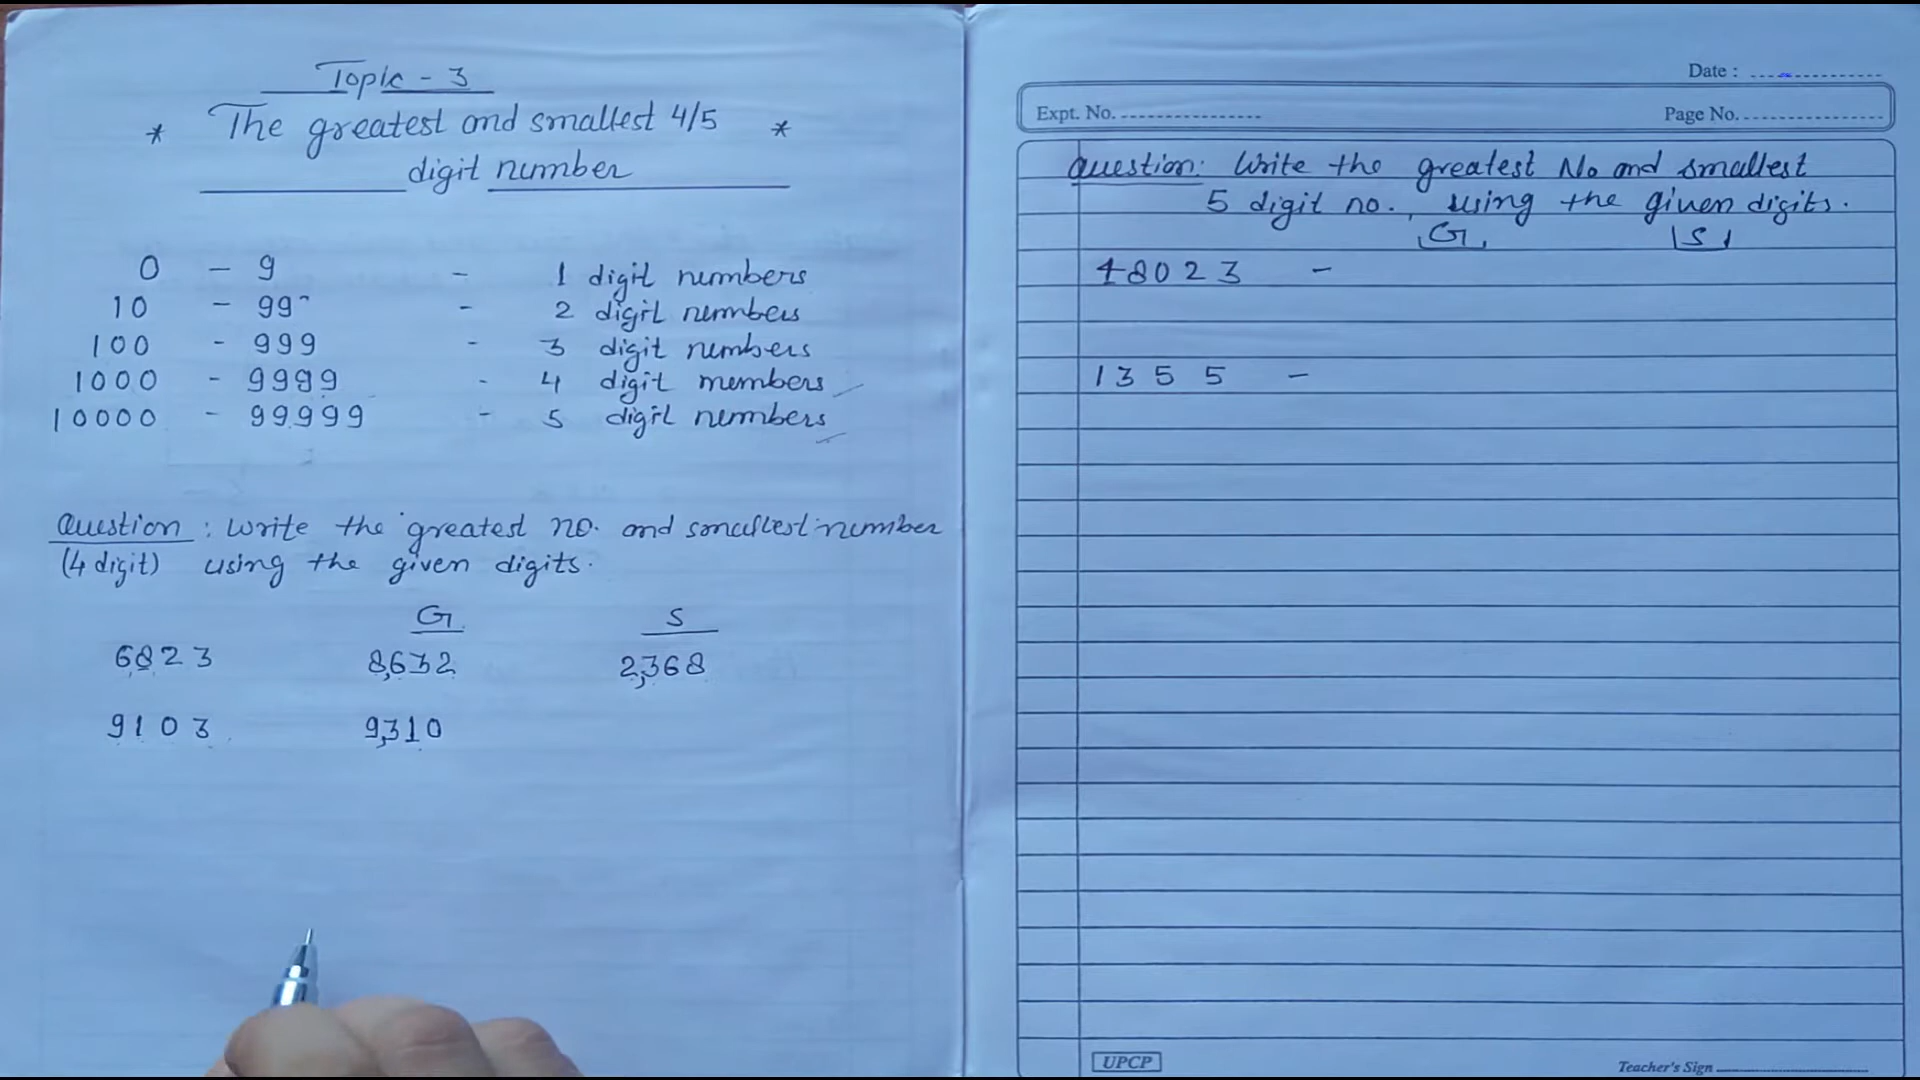 Topic - 3
* The greatest and smallest 4/5 *
digit number
0 - 9 - 1 digit numbers
10 - 99 - 2 digit numbers
100 - 999 - 3 digit numbers
1000 - 9999 - 4 digit numbers
10000 - 99999 - 5 digit numbers
Question : Write the greatest no. and smallest number
(4 digit) using the given digits.
G S
6823 8,632 2,368
9103 9,310
Date :
Expt. No. Page No.
Question: Write the greatest No and smallest
5 digit no., using the given digits.
G S
48023 -
1355 -
UPCP Teacher's Sign